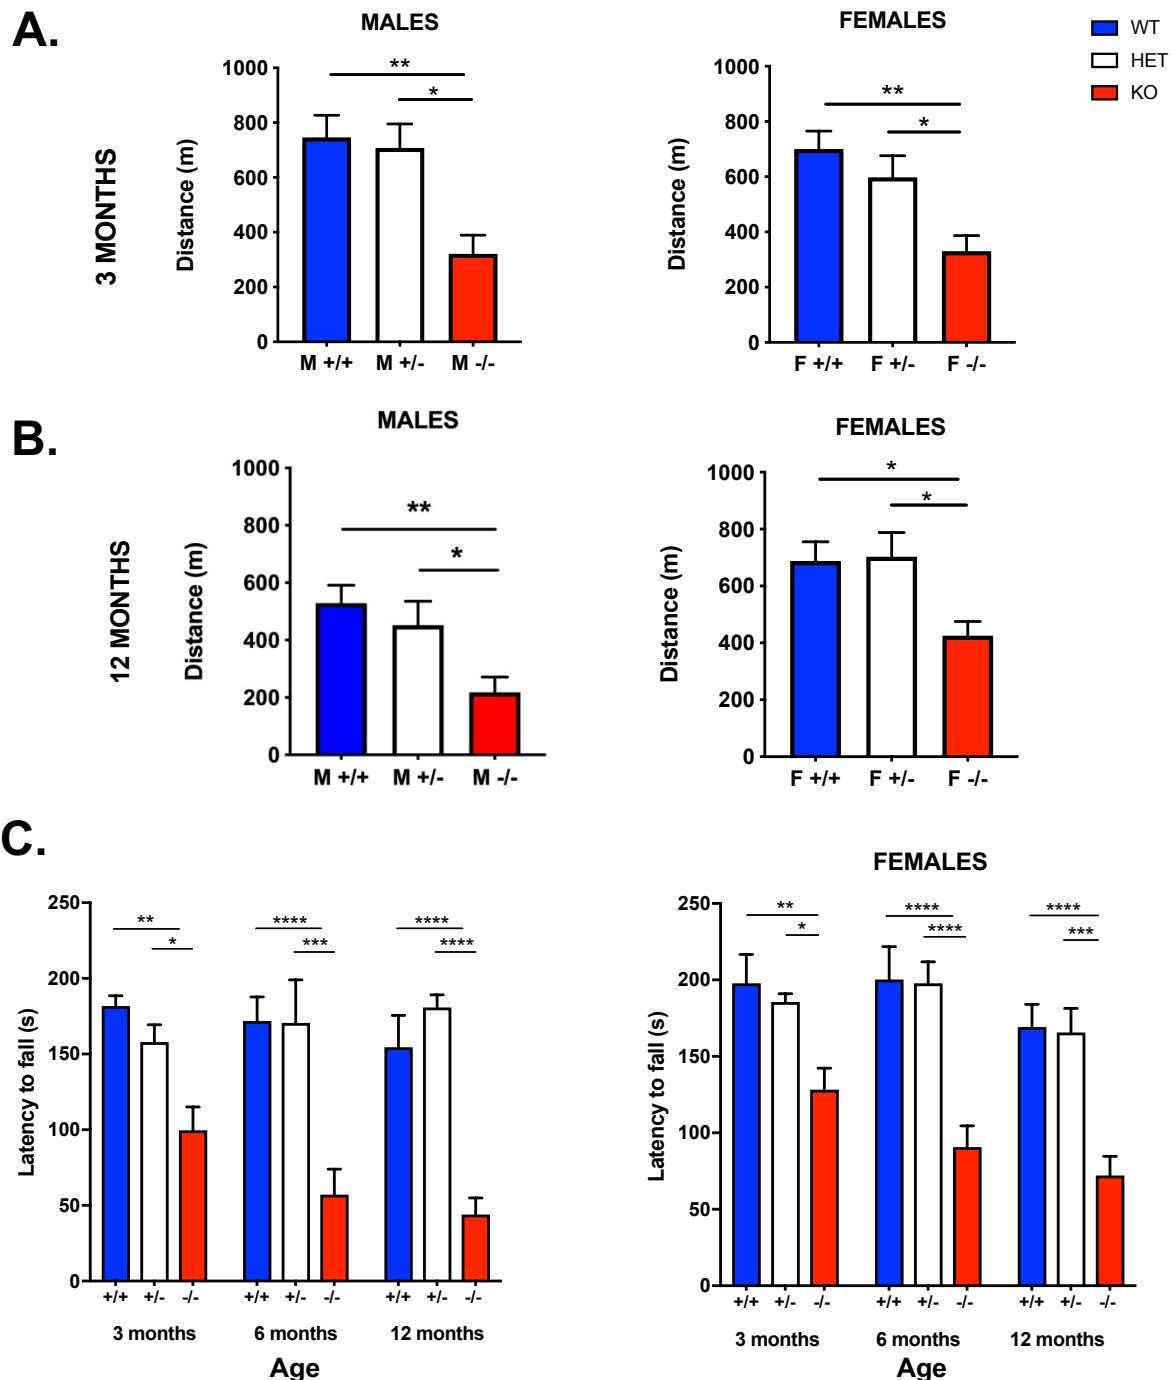 A.
MALES
FEMALES
WT
HET
KO
3 MONTHS
Distance (m)
1000
800
600
400
200
0
**
*
M +/+ M +/- M -/-
Distance (m)
1000
800
600
400
200
0
**
*
F +/+ F +/- F -/-
B.
MALES
FEMALES
12 MONTHS
Distance (m)
1000
800
600
400
200
0
**
*
M +/+ M +/- M -/-
Distance (m)
1000
800
600
400
200
0
*
*
F +/+ F +/- F -/-
C.
Latency to fall (s)
250
200
150
100
50
0
** **** ****
* *** ****
+/+ +/- -/- +/+ +/- -/- +/+ +/- -/-
3 months 6 months 12 months
Age
FEMALES
Latency to fall (s)
250
200
150
100
50
0
** **** ****
* **** ***
+/+ +/- -/- +/+ +/- -/- +/+ +/- -/-
3 months 6 months 12 months
Age